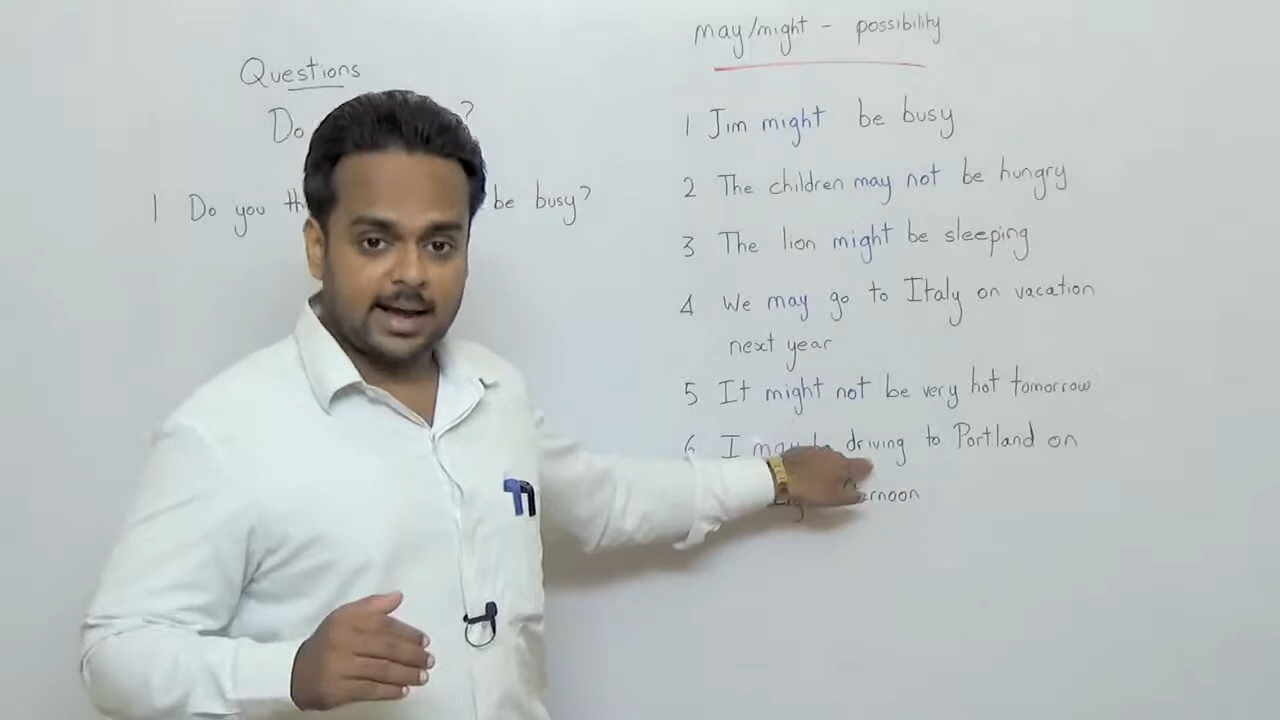 Questions
Do ?
1 Do you be busy?
may/might - possibility
1 Jim might be busy
2 The children may not be hungry
3 The lion might be sleeping
4 We may go to Italy on vacation
next year
5 It might not be very hot tomorrow
6 I may driving to Portland on